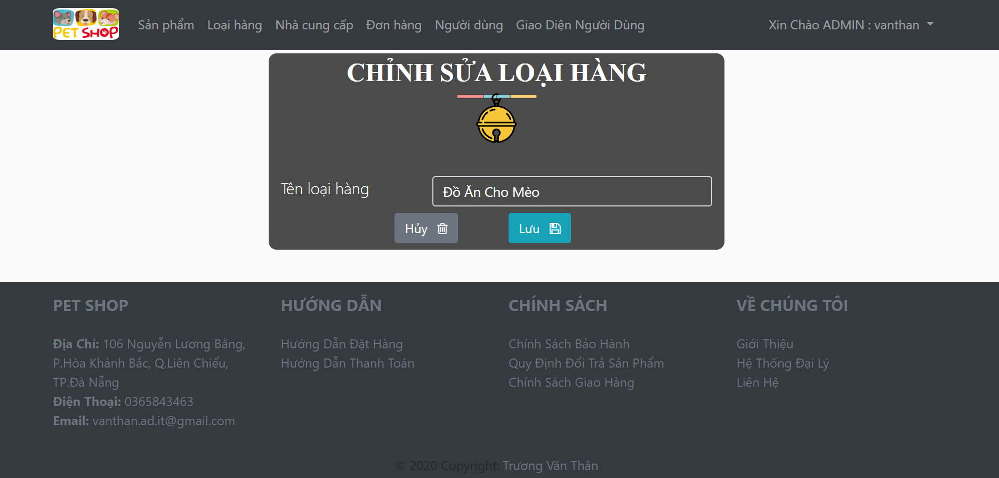 PET SHOP
Sản phẩm Loại hàng Nhà cung cấp Đơn hàng Người dùng Giao Diện Người Dùng Xin Chào ADMIN : vanthan
CHỈNH SỬA LOẠI HÀNG
Tên loại hàng Đồ Ăn Cho Mèo
Hủy Lưu
PET SHOP
Địa Chỉ: 106 Nguyễn Lương Bằng,
P.Hòa Khánh Bắc, Q.Liên Chiểu,
TP.Đà Nẵng
Điện Thoại: 0365843463
Email: vanthan.ad.it@gmail.com
HƯỚNG DẪN
Hướng Dẫn Đặt Hàng
Hướng Dẫn Thanh Toán
CHÍNH SÁCH
Chính Sách Bảo Hành
Quy Định Đổi Trả Sản Phẩm
Chính Sách Giao Hàng
VỀ CHÚNG TÔI
Giới Thiệu
Hệ Thống Đại Lý
Liên Hệ
© 2020 Copyright: Trương Văn Thân